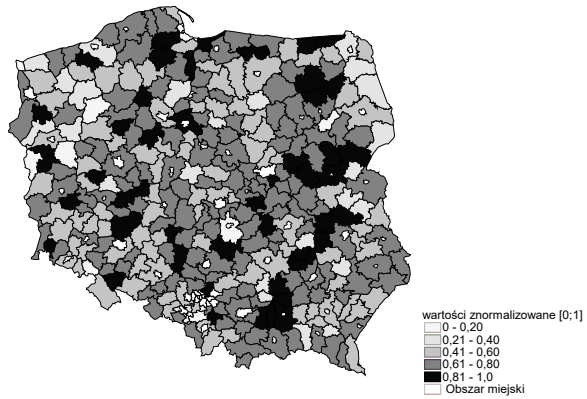 wartości znormalizowane [0;1]
0 - 0,20
0,21 - 0,40
0,41 - 0,60
0,61 - 0,80
0,81 - 1,0
Obszar miejski